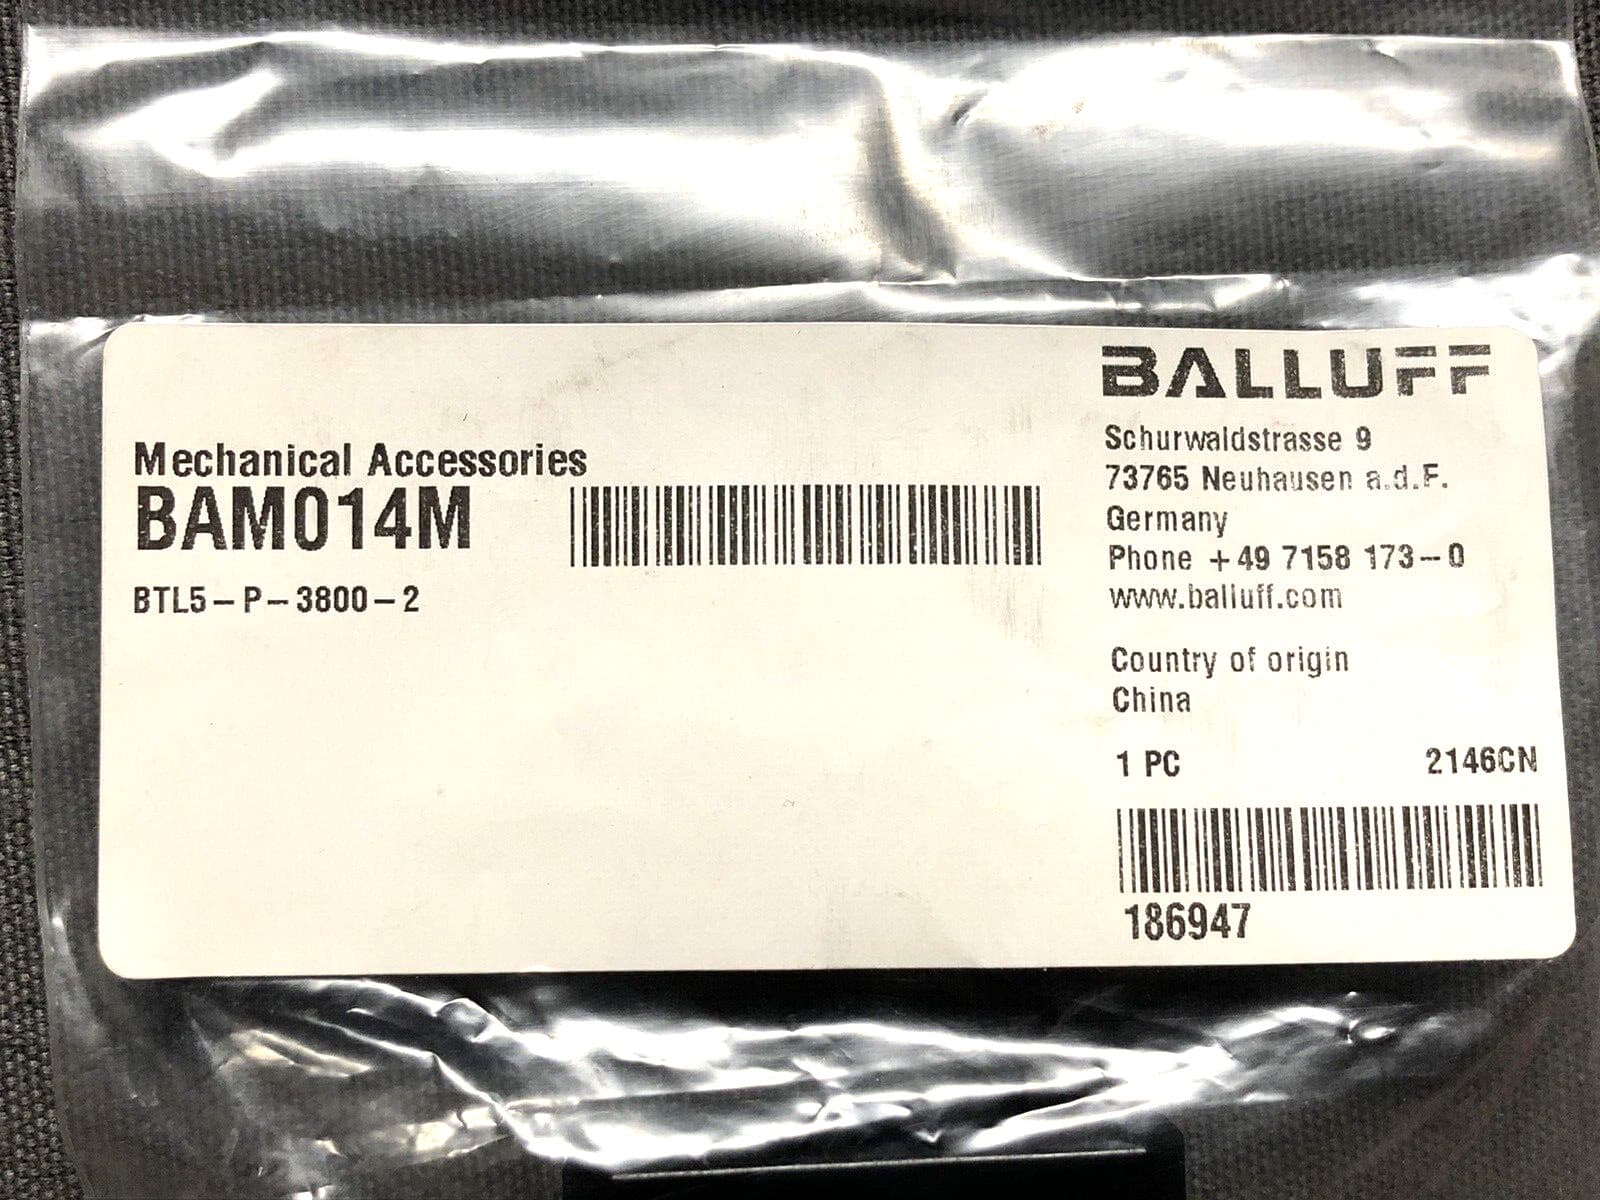 Mechanical Accessories
BAM014M
BTL5-P-3800-2
BALLUFF
Schurwaldstrasse 9
73765 Neuhausen a.d.F.
Germany
Phone +49 7158 173-0
www.balluff.com
Country of origin
China
1 PC 2146CN
186947